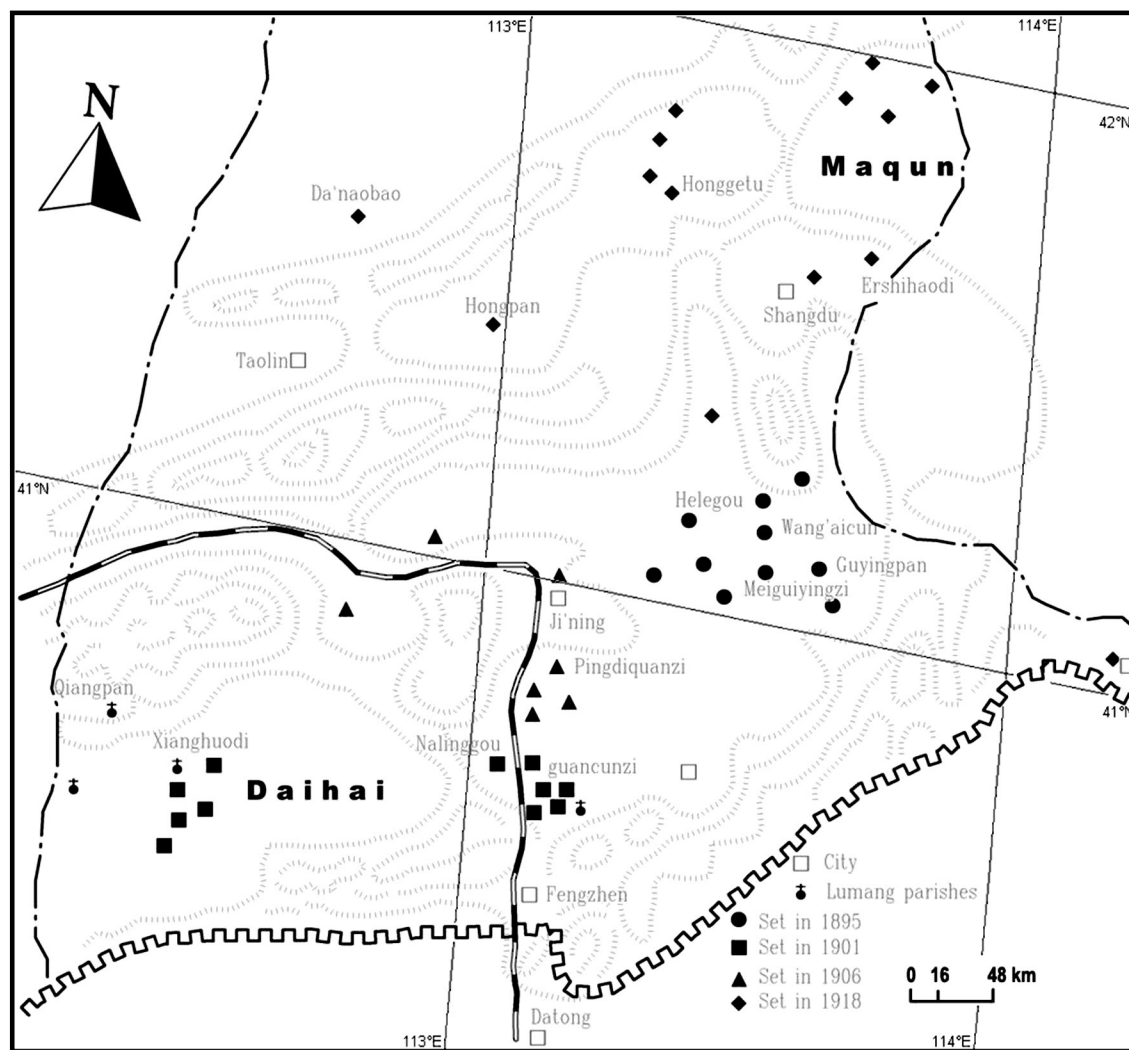 113°E
114°E
N
42°N
Maqun
Da'naobao
Honggetu
Ershihaodi
Hongpan
Shangdu
Taolin
41°N
Helegou
Wang'aicun
Guyingpan
Meiguiyingzi
Ji'ning
Pingdiquanzi
Qiangpan
41°N
Xianghuodi
Nalinggou
guancunzi
Daihai
City
Lumang parishes
Fengzhen
Set in 1895
Set in 1901
Set in 1906
0 16 48 km
Set in 1918
Datong
113°E
114°E